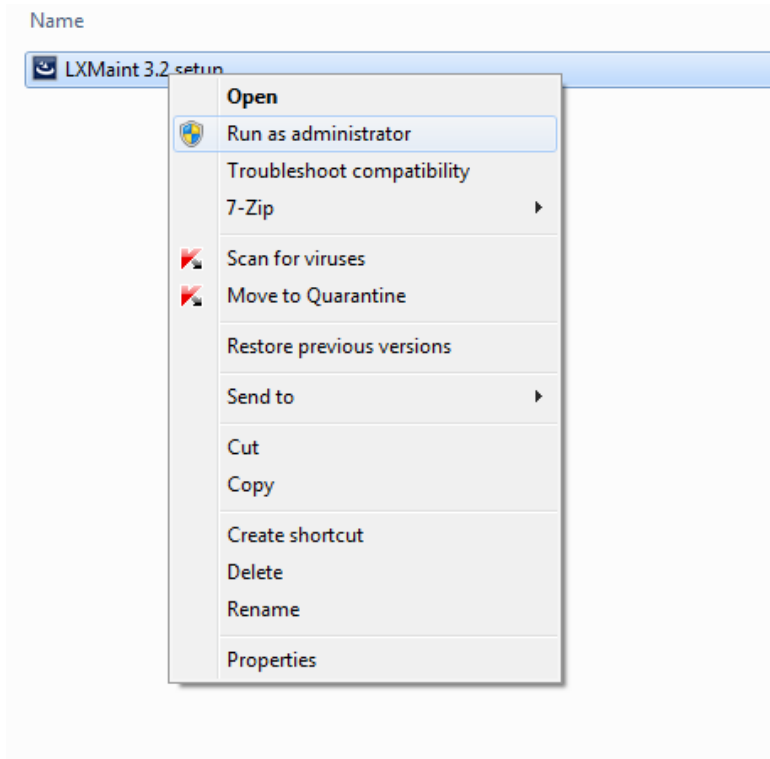 Name
LXMaint 3.2 setup
Open
Run as administrator
Troubleshoot compatibility
7-Zip
Scan for viruses
Move to Quarantine
Restore previous versions
Send to
Cut
Copy
Create shortcut
Delete
Rename
Properties